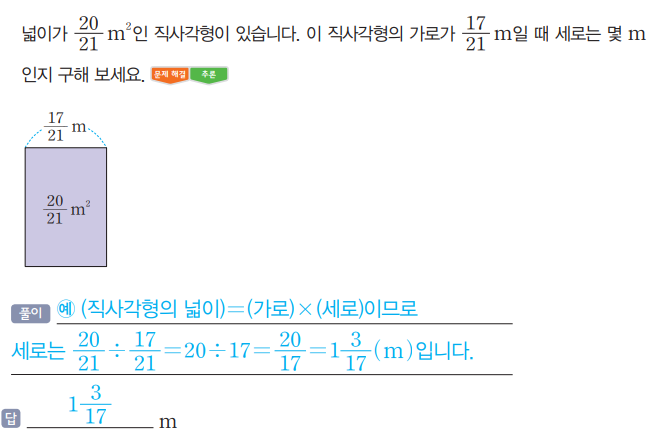 넓이가 20/21 m²인 직사각형이 있습니다. 이 직사각형의 가로가 17/21 m일 때 세로는 몇 m
인지 구해 보세요. 문제 해결 추론
17/21 m
20/21 m²
풀이 예 (직사각형의 넓이)=(가로)×(세로)이므로
세로는 20/21÷17/21=20÷17=20/17=1 3/17(m)입니다.
답 1 3/17 m